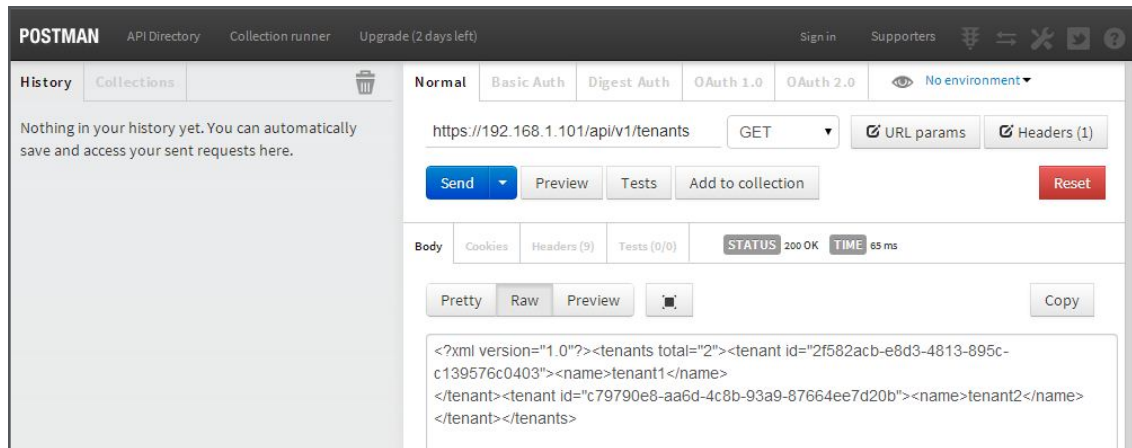 POSTMAN API Directory Collection runner Upgrade (2 days left) Sign in Supporters
History Collections
Nothing in your history yet. You can automatically
save and access your sent requests here.
Normal Basic Auth Digest Auth OAuth 1.0 OAuth 2.0 No environment
https://192.168.1.101/api/v1/tenants GET URL params Headers (1)
Send Preview Tests Add to collection Reset
Body Cookies Headers (9) Tests (0/0) STATUS 200 OK TIME 65 ms
Pretty Raw Preview Copy
<?xml version="1.0"?><tenants total="2"><tenant id="2f582acb-e8d3-4813-895c-
c139576c0403"><name>tenant1</name>
</tenant><tenant id="c79790e8-aa6d-4c8b-93a9-87664ee7d20b"><name>tenant2</name>
</tenant></tenants>